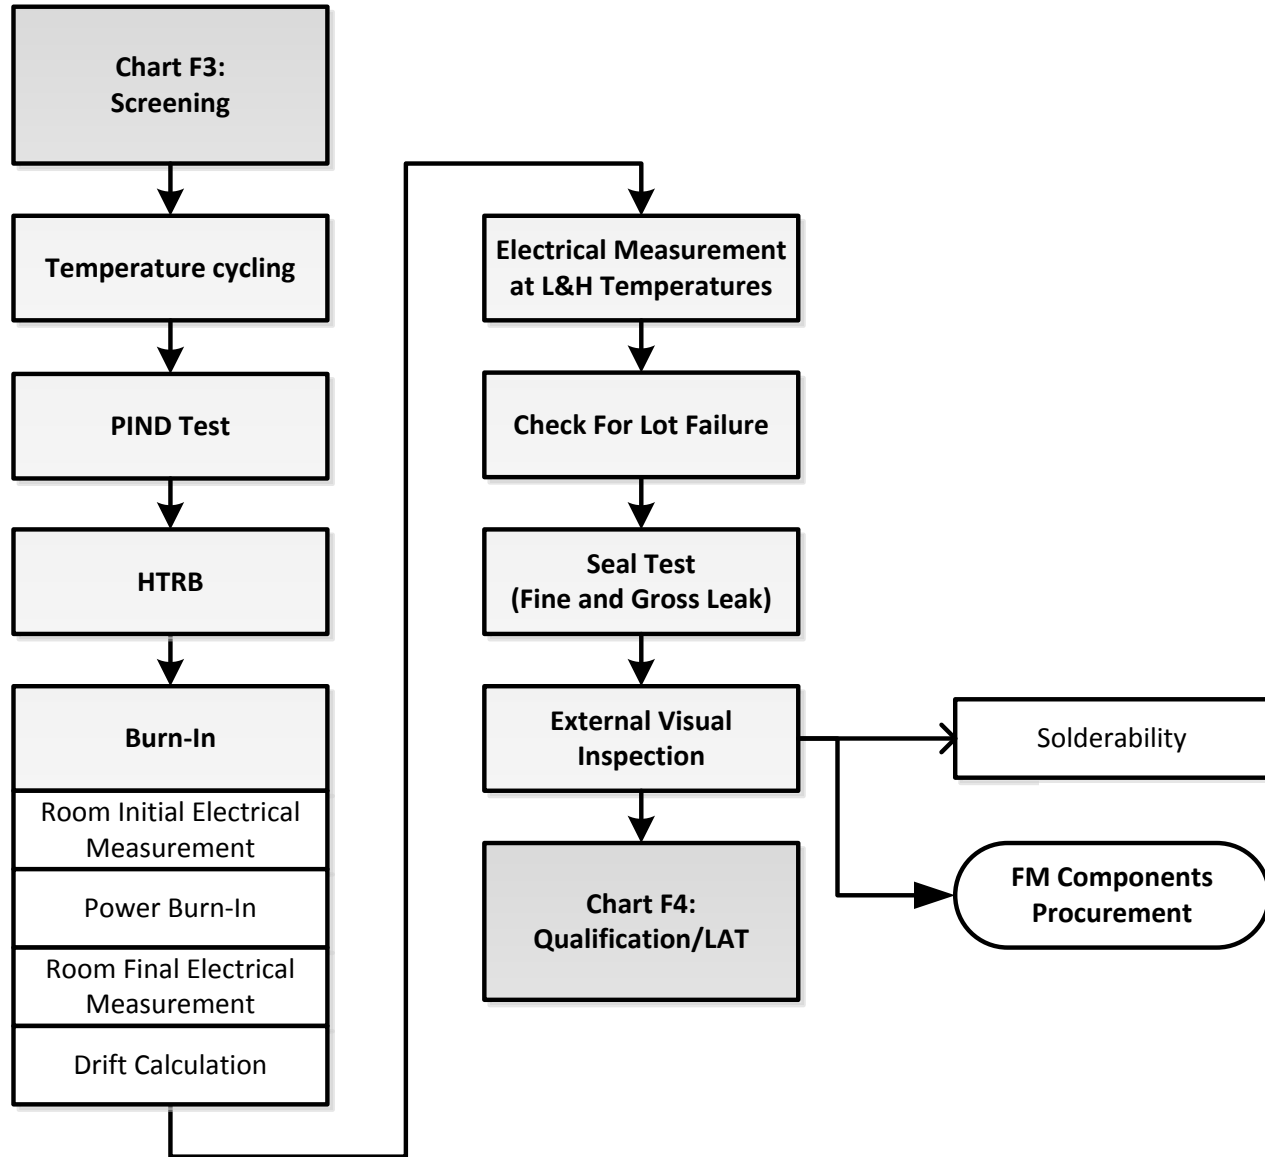 Chart F3:
Screening
Temperature cycling
PIND Test
HTRB
Burn-In
Room Initial Electrical
Measurement
Power Burn-In
Room Final Electrical
Measurement
Drift Calculation
Electrical Measurement
at L&H Temperatures
Check For Lot Failure
Seal Test
(Fine and Gross Leak)
External Visual
Inspection
Chart F4:
Qualification/LAT
Solderability
FM Components
Procurement